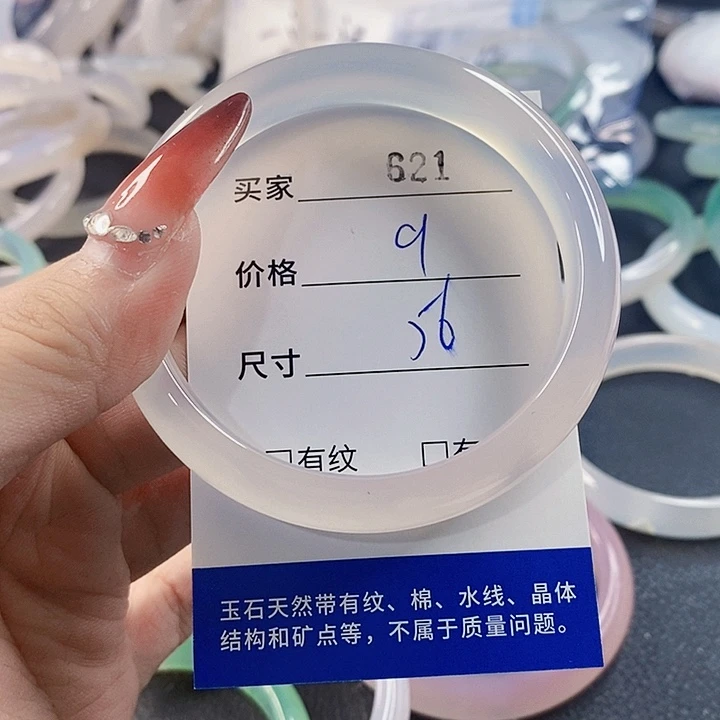 买家 621
价格 9
尺寸 56
□有纹 □有
玉石天然带有纹、棉、水线、晶体
结构和矿点等，不属于质量问题。